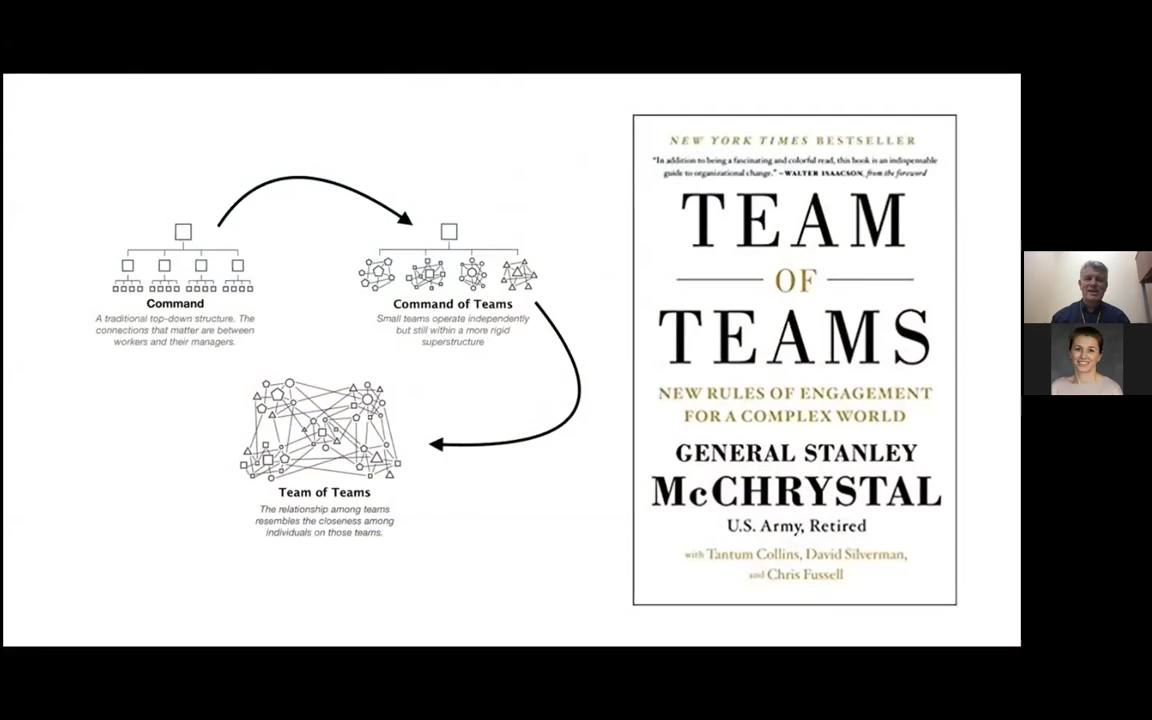 Command
A traditional top-down structure. The
connections that matter are between
workers and their managers.
Command of Teams
Small teams operate independently
but still within a more rigid
superstructure
Team of Teams
The relationship among teams
resembles the closeness among
individuals on those teams.
NEW YORK TIMES BESTSELLER
"In addition to being a fascinating and colorful read, this book is an indispensable
guide to organizational change." –WALTER ISAACSON, from the foreword
TEAM
OF
TEAMS
NEW RULES OF ENGAGEMENT
FOR A COMPLEX WORLD
GENERAL STANLEY
McCHRYSTAL
U.S. Army, Retired
with Tantum Collins, David Silverman,
and Chris Fussell